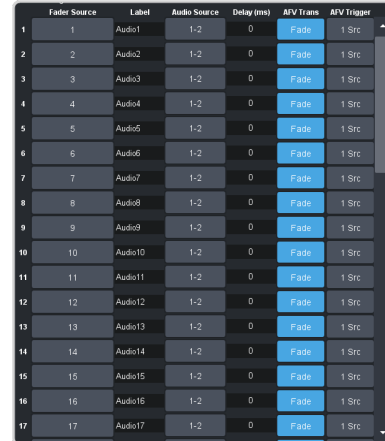 Fader Source Label Audio Source Delay (ms) AFV Trans AFV Trigger
1 1 Audio1 1-2 0 Fade 1 Src
2 2 Audio2 1-2 0 Fade 1 Src
3 3 Audio3 1-2 0 Fade 1 Src
4 4 Audio4 1-2 0 Fade 1 Src
5 5 Audio5 1-2 0 Fade 1 Src
6 6 Audio6 1-2 0 Fade 1 Src
7 7 Audio7 1-2 0 Fade 1 Src
8 8 Audio8 1-2 0 Fade 1 Src
9 9 Audio9 1-2 0 Fade 1 Src
10 10 Audio10 1-2 0 Fade 1 Src
11 11 Audio11 1-2 0 Fade 1 Src
12 12 Audio12 1-2 0 Fade 1 Src
13 13 Audio13 1-2 0 Fade 1 Src
14 14 Audio14 1-2 0 Fade 1 Src
15 15 Audio15 1-2 0 Fade 1 Src
16 16 Audio16 1-2 0 Fade 1 Src
17 17 Audio17 1-2 0 Fade 1 Src